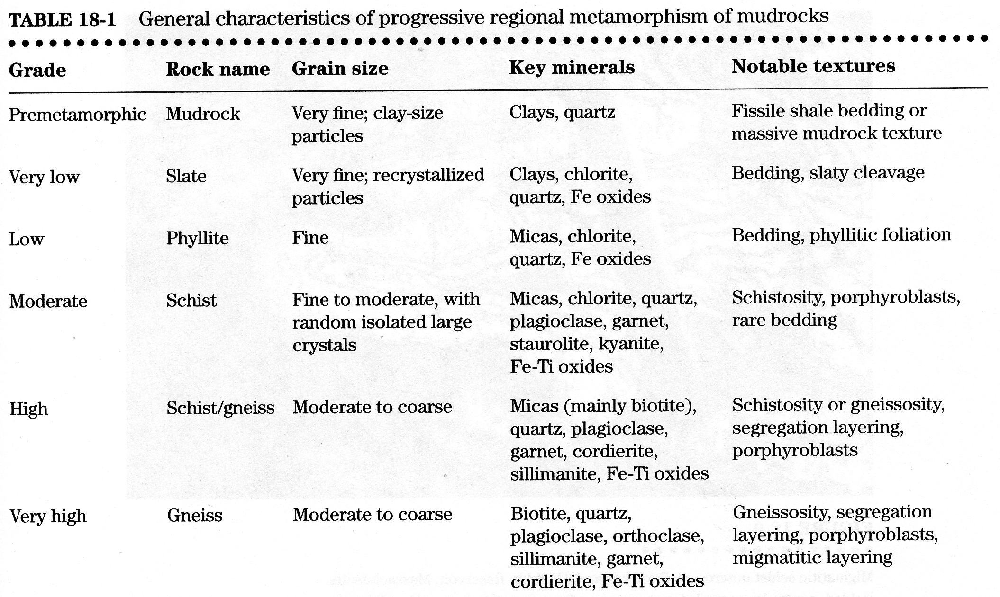 TABLE 18-1 General characteristics of progressive regional metamorphism of mudrocks
Grade Rock name Grain size Key minerals Notable textures
Premetamorphic Mudrock Very fine; clay-size Clays, quartz Fissile shale bedding or
particles massive mudrock texture
Very low Slate Very fine; recrystallized Clays, chlorite, Bedding, slaty cleavage
particles quartz, Fe oxides
Low Phyllite Fine Micas, chlorite, Bedding, phyllitic foliation
quartz, Fe oxides
Moderate Schist Fine to moderate, with Micas, chlorite, quartz, Schistosity, porphyroblasts,
random isolated large plagioclase, garnet, rare bedding
crystals staurolite, kyanite,
Fe-Ti oxides
High Schist/gneiss Moderate to coarse Micas (mainly biotite), Schistosity or gneissosity,
quartz, plagioclase, segregation layering,
garnet, cordierite, porphyroblasts
sillimanite, Fe-Ti oxides
Very high Gneiss Moderate to coarse Biotite, quartz, Gneissosity, segregation
plagioclase, orthoclase, layering, porphyroblasts,
sillimanite, garnet, migmatitic layering
cordierite, Fe-Ti oxides